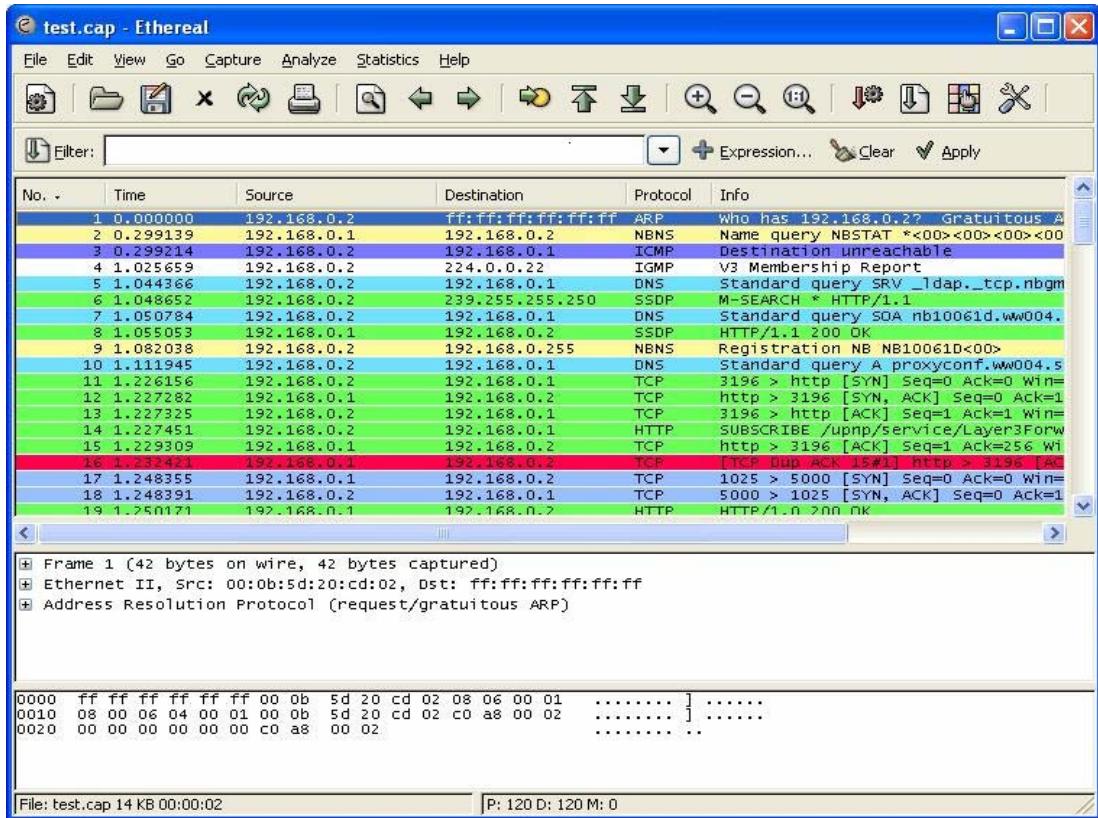 test.cap - Ethereal
File Edit View Go Capture Analyze Statistics Help
Filter: Expression... Clear Apply
No. Time Source Destination Protocol Info
1 0.000000 192.168.0.2 ff:ff:ff:ff:ff:ff ARP Who has 192.168.0.2? Gratuitous A
2 0.299139 192.168.0.1 192.168.0.2 NBNS Name query NBSTAT *<00><00><00><00
3 0.299214 192.168.0.2 192.168.0.1 ICMP Destination unreachable
4 1.025659 192.168.0.2 224.0.0.22 IGMP V3 Membership Report
5 1.044366 192.168.0.2 192.168.0.1 DNS Standard query SRV _ldap._tcp.nbgm
6 1.048652 192.168.0.2 239.255.255.250 SSDP M-SEARCH * HTTP/1.1
7 1.050784 192.168.0.2 192.168.0.1 DNS Standard query SOA nb10061d.ww004.
8 1.055053 192.168.0.1 192.168.0.2 SSDP HTTP/1.1 200 OK
9 1.082038 192.168.0.2 192.168.0.255 NBNS Registration NB NB10061D<00>
10 1.111945 192.168.0.2 192.168.0.1 DNS Standard query A proxyconf.ww004.s
11 1.226156 192.168.0.2 192.168.0.1 TCP 3196 > http [SYN] Seq=0 Ack=0 Win=
12 1.227282 192.168.0.1 192.168.0.2 TCP http > 3196 [SYN, ACK] Seq=0 Ack=1
13 1.227325 192.168.0.2 192.168.0.1 TCP 3196 > http [ACK] Seq=1 Ack=1 Win=
14 1.227451 192.168.0.2 192.168.0.1 HTTP SUBSCRIBE /upnp/service/Layer3Forw
15 1.229309 192.168.0.1 192.168.0.2 TCP http > 3196 [ACK] Seq=1 Ack=256 Wi
16 1.232421 192.168.0.1 192.168.0.2 TCP [TCP Dup ACK 15#1] http > 3196 [AC
17 1.248355 192.168.0.1 192.168.0.2 TCP 1025 > 5000 [SYN] Seq=0 Ack=0 Win=
18 1.248391 192.168.0.2 192.168.0.1 TCP 5000 > 1025 [SYN, ACK] Seq=0 Ack=1
19 1.250171 192.168.0.1 192.168.0.2 HTTP HTTP/1.0 200 OK
Frame 1 (42 bytes on wire, 42 bytes captured)
Ethernet II, Src: 00:0b:5d:20:cd:02, Dst: ff:ff:ff:ff:ff:ff
Address Resolution Protocol (request/gratuitous ARP)
0000 ff ff ff ff ff ff 00 0b 5d 20 cd 02 08 06 00 01 ........ ] ......
0010 08 00 06 04 00 01 00 0b 5d 20 cd 02 c0 a8 00 02 ........ ] ......
0020 00 00 00 00 00 00 c0 a8 00 02 ........ ..
File: test.cap 14 KB 00:00:02 P: 120 D: 120 M: 0